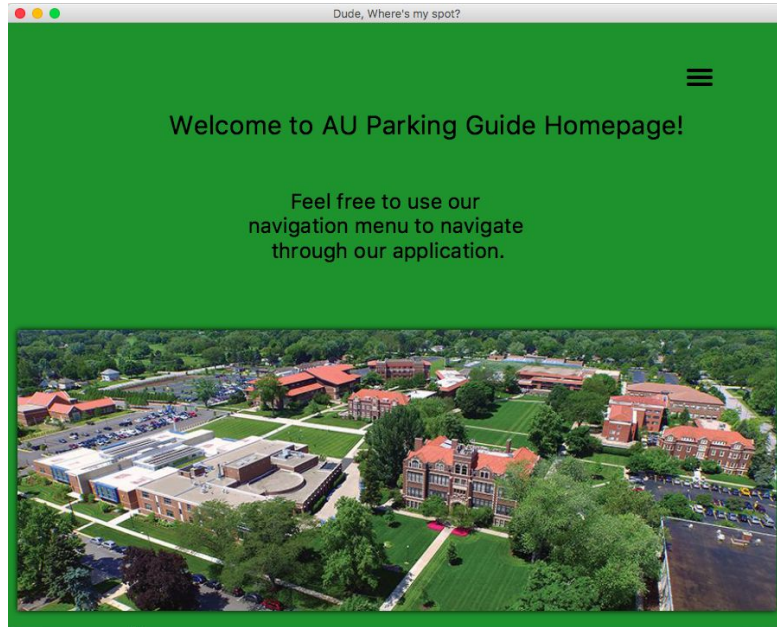 Dude, Where's my spot?
Welcome to AU Parking Guide Homepage!
Feel free to use our
navigation menu to navigate
through our application.